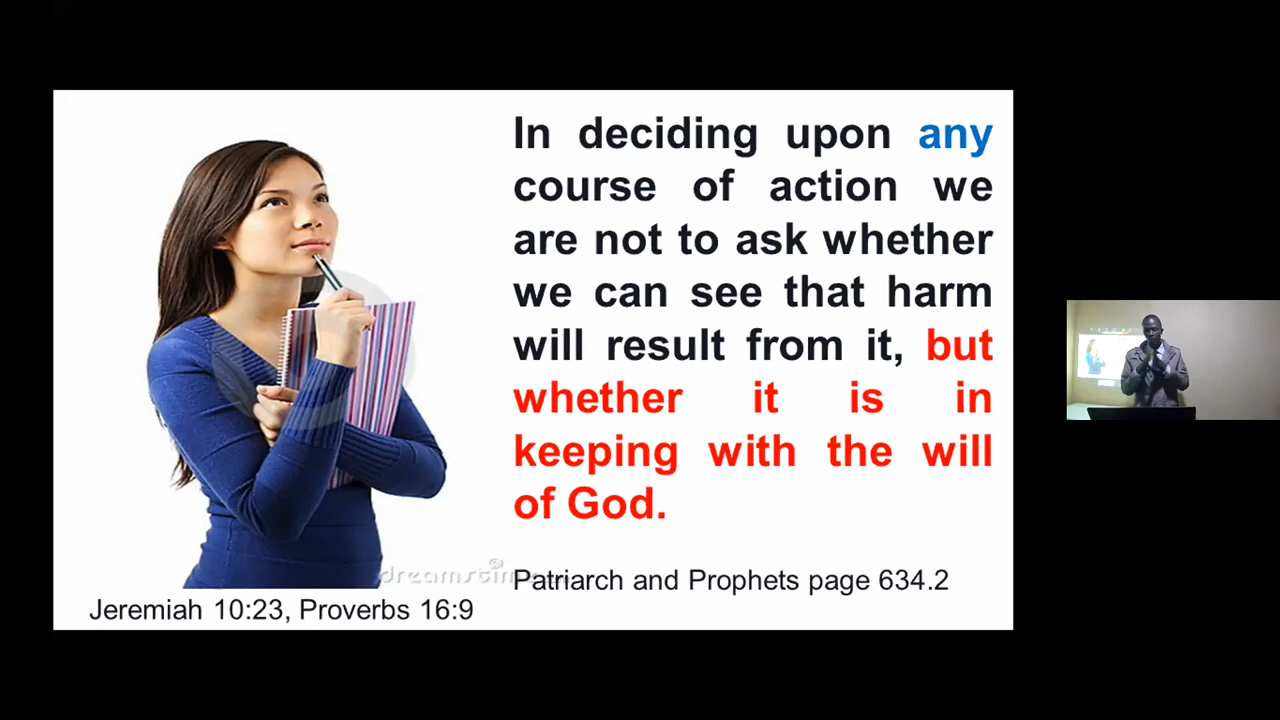 In deciding upon any
course of action we
are not to ask whether
we can see that harm
will result from it, but
whether it is in
keeping with the will
of God.
dreamstime
Patriarch and Prophets page 634.2
Jeremiah 10:23, Proverbs 16:9